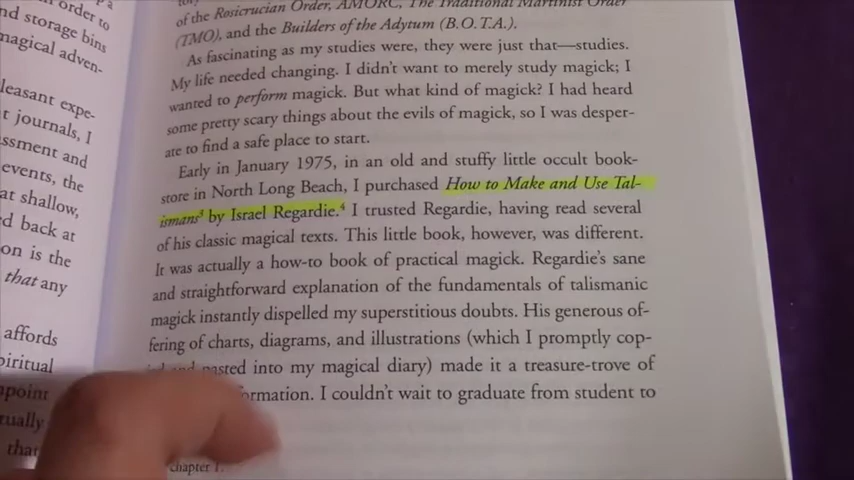 order to
nd storage bins
magical adven-
leasant expe-
t journals, I
ssment and
events, the
at shallow,
d back at
on is the
that any
affords
piritual
npoint
tually
that
of the Rosicrucian Order, AMORC, The Traditional Martinist Order
(TMO), and the Builders of the Adytum (B.O.T.A.).
As fascinating as my studies were, they were just that—studies.
My life needed changing. I didn't want to merely study magick; I
wanted to perform magick. But what kind of magick? I had heard
some pretty scary things about the evils of magick, so I was desper-
ate to find a safe place to start.
Early in January 1975, in an old and stuffy little occult book-
store in North Long Beach, I purchased How to Make and Use Tal-
ismans³ by Israel Regardie.⁴ I trusted Regardie, having read several
of his classic magical texts. This little book, however, was different.
It was actually a how-to book of practical magick. Regardie's sane
and straightforward explanation of the fundamentals of talismanic
magick instantly dispelled my superstitious doubts. His generous of-
fering of charts, diagrams, and illustrations (which I promptly cop-
pasted into my magical diary) made it a treasure-trove of
ormation. I couldn't wait to graduate from student to
chapter 1.